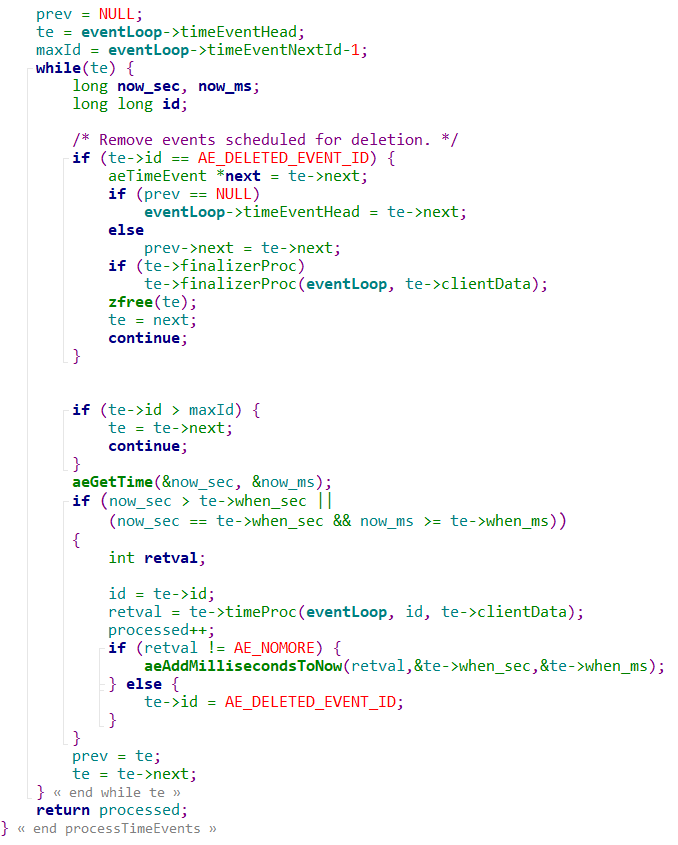 prev = NULL;
    te = eventLoop->timeEventHead;
    maxId = eventLoop->timeEventNextId-1;
    while(te) {
        long now_sec, now_ms;
        long long id;

        /* Remove events scheduled for deletion. */
        if (te->id == AE_DELETED_EVENT_ID) {
            aeTimeEvent *next = te->next;
            if (prev == NULL)
                eventLoop->timeEventHead = te->next;
            else
                prev->next = te->next;
            if (te->finalizerProc)
                te->finalizerProc(eventLoop, te->clientData);
            zfree(te);
            te = next;
            continue;
        }


        if (te->id > maxId) {
            te = te->next;
            continue;
        }
        aeGetTime(&now_sec, &now_ms);
        if (now_sec > te->when_sec ||
            (now_sec == te->when_sec && now_ms >= te->when_ms))
        {
            int retval;

            id = te->id;
            retval = te->timeProc(eventLoop, id, te->clientData);
            processed++;
            if (retval != AE_NOMORE) {
                aeAddMillisecondsToNow(retval,&te->when_sec,&te->when_ms);
            } else {
                te->id = AE_DELETED_EVENT_ID;
            }
        }
        prev = te;
        te = te->next;
    } « end while te »
    return processed;
} « end processTimeEvents »